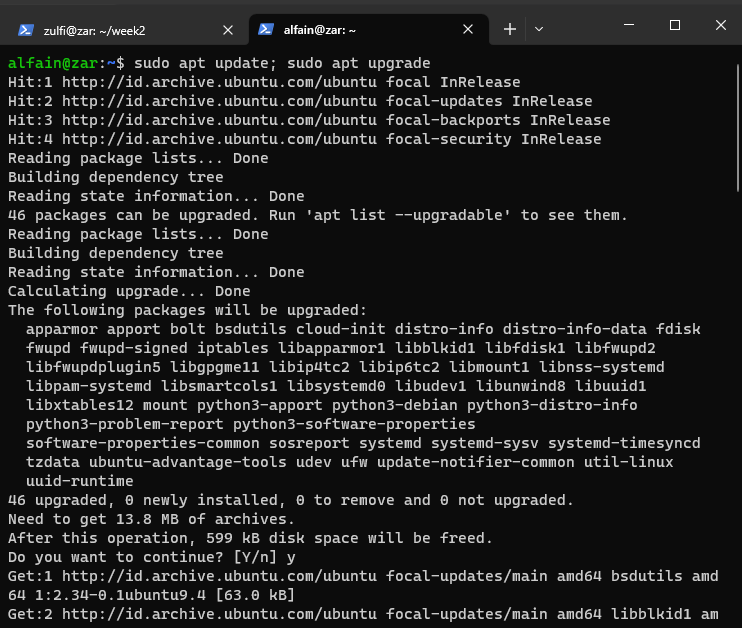 zulfi@zar: ~/week2
alfain@zar: ~
alfain@zar:~$ sudo apt update; sudo apt upgrade
Hit:1 http://id.archive.ubuntu.com/ubuntu focal InRelease
Hit:2 http://id.archive.ubuntu.com/ubuntu focal-updates InRelease
Hit:3 http://id.archive.ubuntu.com/ubuntu focal-backports InRelease
Hit:4 http://id.archive.ubuntu.com/ubuntu focal-security InRelease
Reading package lists... Done
Building dependency tree
Reading state information... Done
46 packages can be upgraded. Run 'apt list --upgradable' to see them.
Reading package lists... Done
Building dependency tree
Reading state information... Done
Calculating upgrade... Done
The following packages will be upgraded:
  apparmor apport bolt bsdutils cloud-init distro-info distro-info-data fdisk
  fwupd fwupd-signed iptables libapparmor1 libblkid1 libfdisk1 libfwupd2
  libfwupdplugin5 libgpgme11 libip4tc2 libip6tc2 libmount1 libnss-systemd
  libpam-systemd libsmartcols1 libsystemd0 libudev1 libunwind8 libuuid1
  libxtables12 mount python3-apport python3-debian python3-distro-info
  python3-problem-report python3-software-properties
  software-properties-common sosreport systemd systemd-sysv systemd-timesyncd
  tzdata ubuntu-advantage-tools udev ufw update-notifier-common util-linux
  uuid-runtime
46 upgraded, 0 newly installed, 0 to remove and 0 not upgraded.
Need to get 13.8 MB of archives.
After this operation, 599 kB disk space will be freed.
Do you want to continue? [Y/n] y
Get:1 http://id.archive.ubuntu.com/ubuntu focal-updates/main amd64 bsdutils amd
64 1:2.34-0.1ubuntu9.4 [63.0 kB]
Get:2 http://id.archive.ubuntu.com/ubuntu focal-updates/main amd64 libblkid1 am